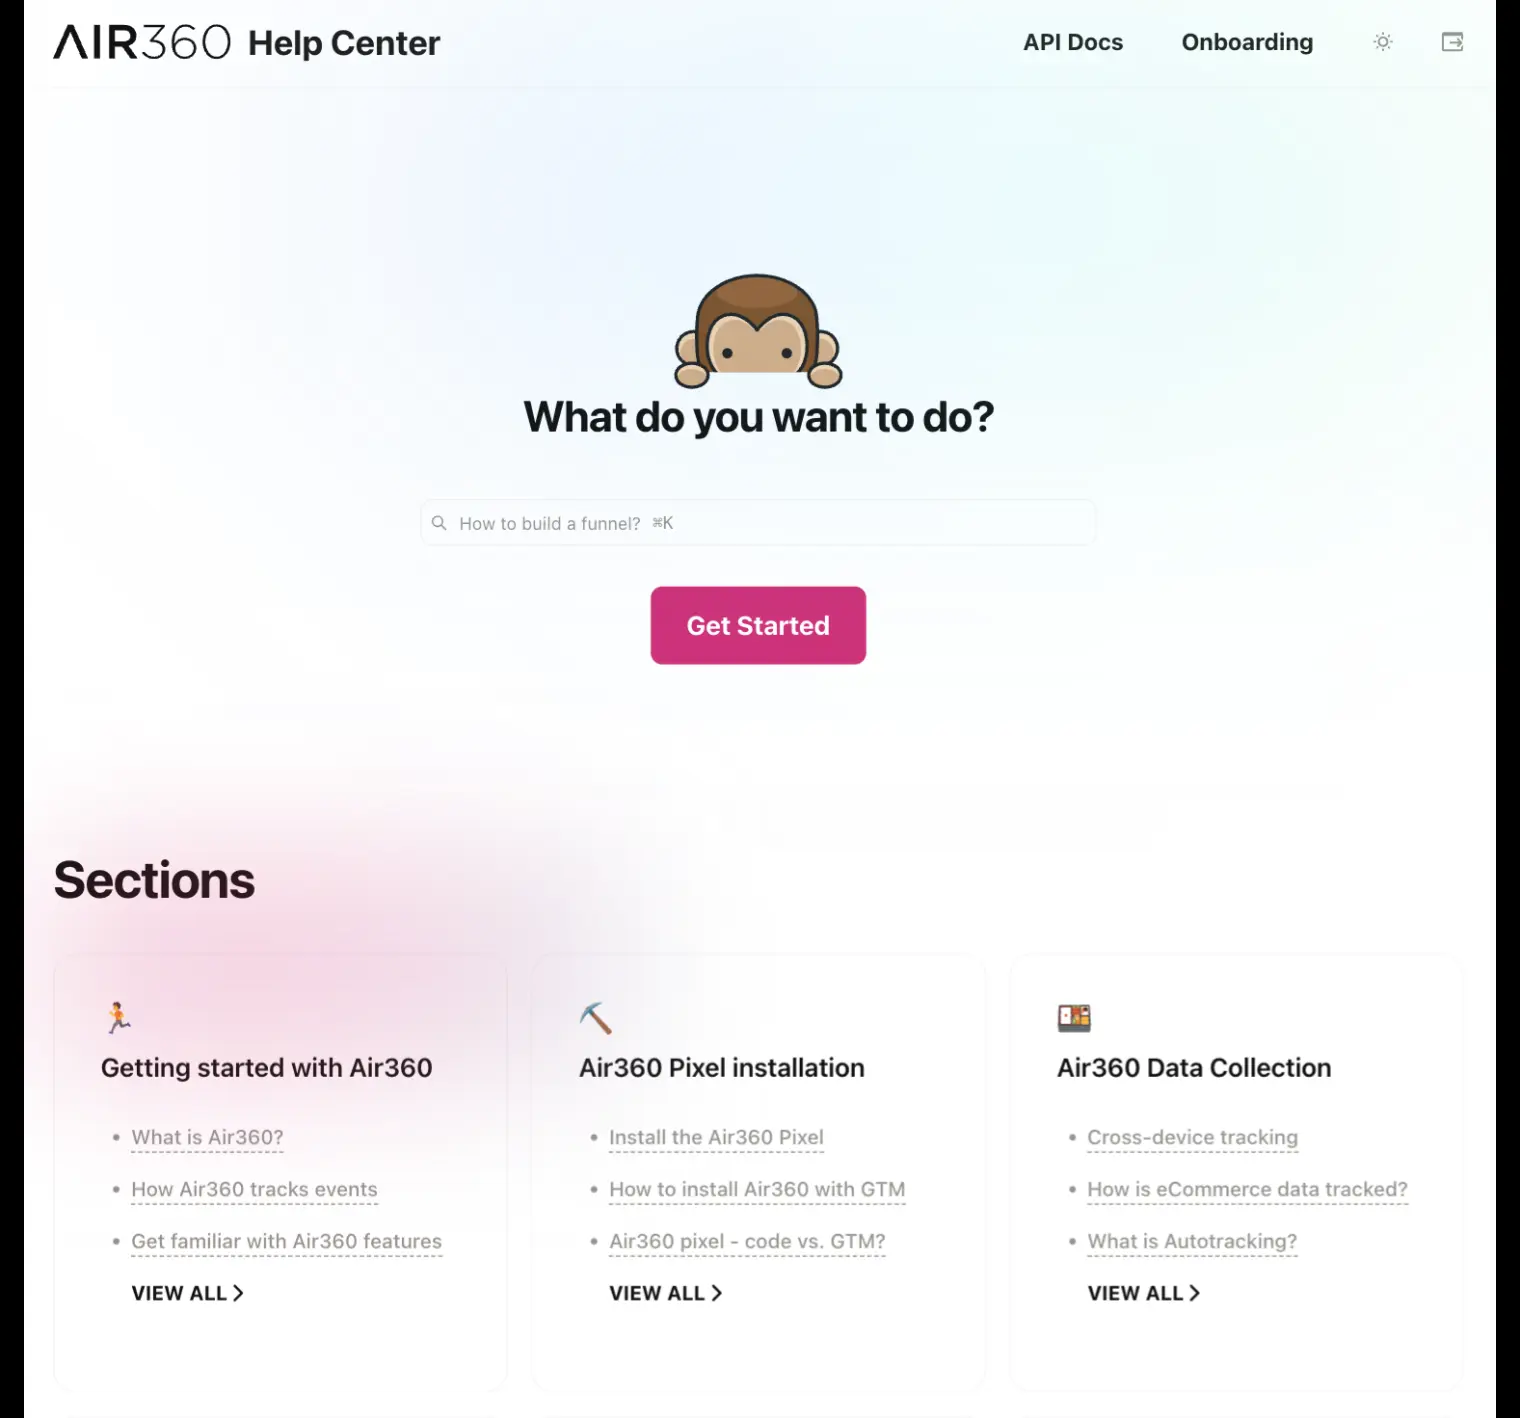 AIR360 Help Center
API Docs
Onboarding
What do you want to do?
How to build a funnel? ⌘K
Get Started
Sections
Getting started with Air360
• What is Air360?
• How Air360 tracks events
• Get familiar with Air360 features
VIEW ALL
Air360 Pixel installation
• Install the Air360 Pixel
• How to install Air360 with GTM
• Air360 pixel - code vs. GTM?
VIEW ALL
Air360 Data Collection
• Cross-device tracking
• How is eCommerce data tracked?
• What is Autotracking?
VIEW ALL